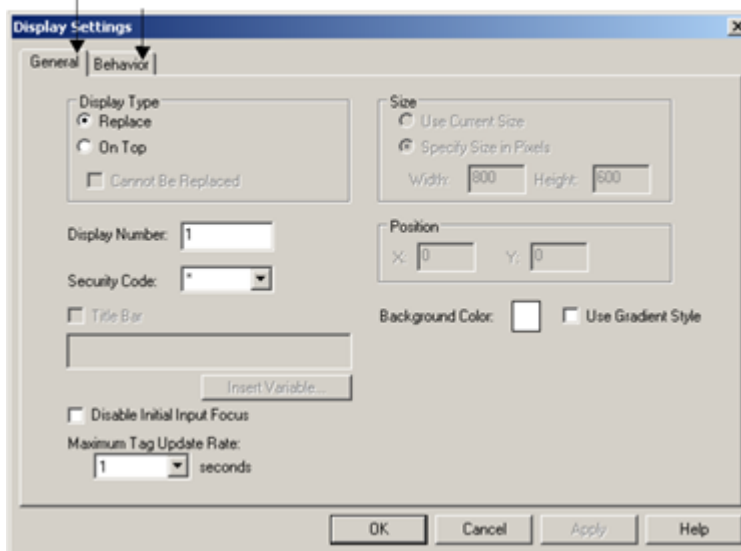 Display Settings
General Behavior
Display Type
Replace
On Top
Cannot Be Replaced
Display Number: 1
Security Code: *
Title Bar
Insert Variable...
Disable Initial Input Focus
Maximum Tag Update Rate:
1 seconds
Size
Use Current Size
Specify Size in Pixels
Width: 800 Height: 600
Position
X: 0 Y: 0
Background Color: Use Gradient Style
OK Cancel Apply Help